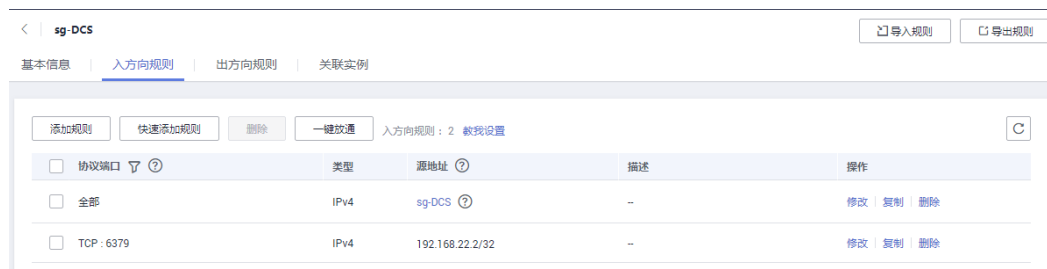 sg-DCS 导入规则 导出规则
基本信息 入方向规则 出方向规则 关联实例
添加规则 快速添加规则 删除 一键放通 入方向规则：2 教我设置
协议端口 类型 源地址 描述 操作
全部 IPv4 sg-DCS -- 修改 复制 删除
TCP : 6379 IPv4 192.168.22.2/32 -- 修改 复制 删除